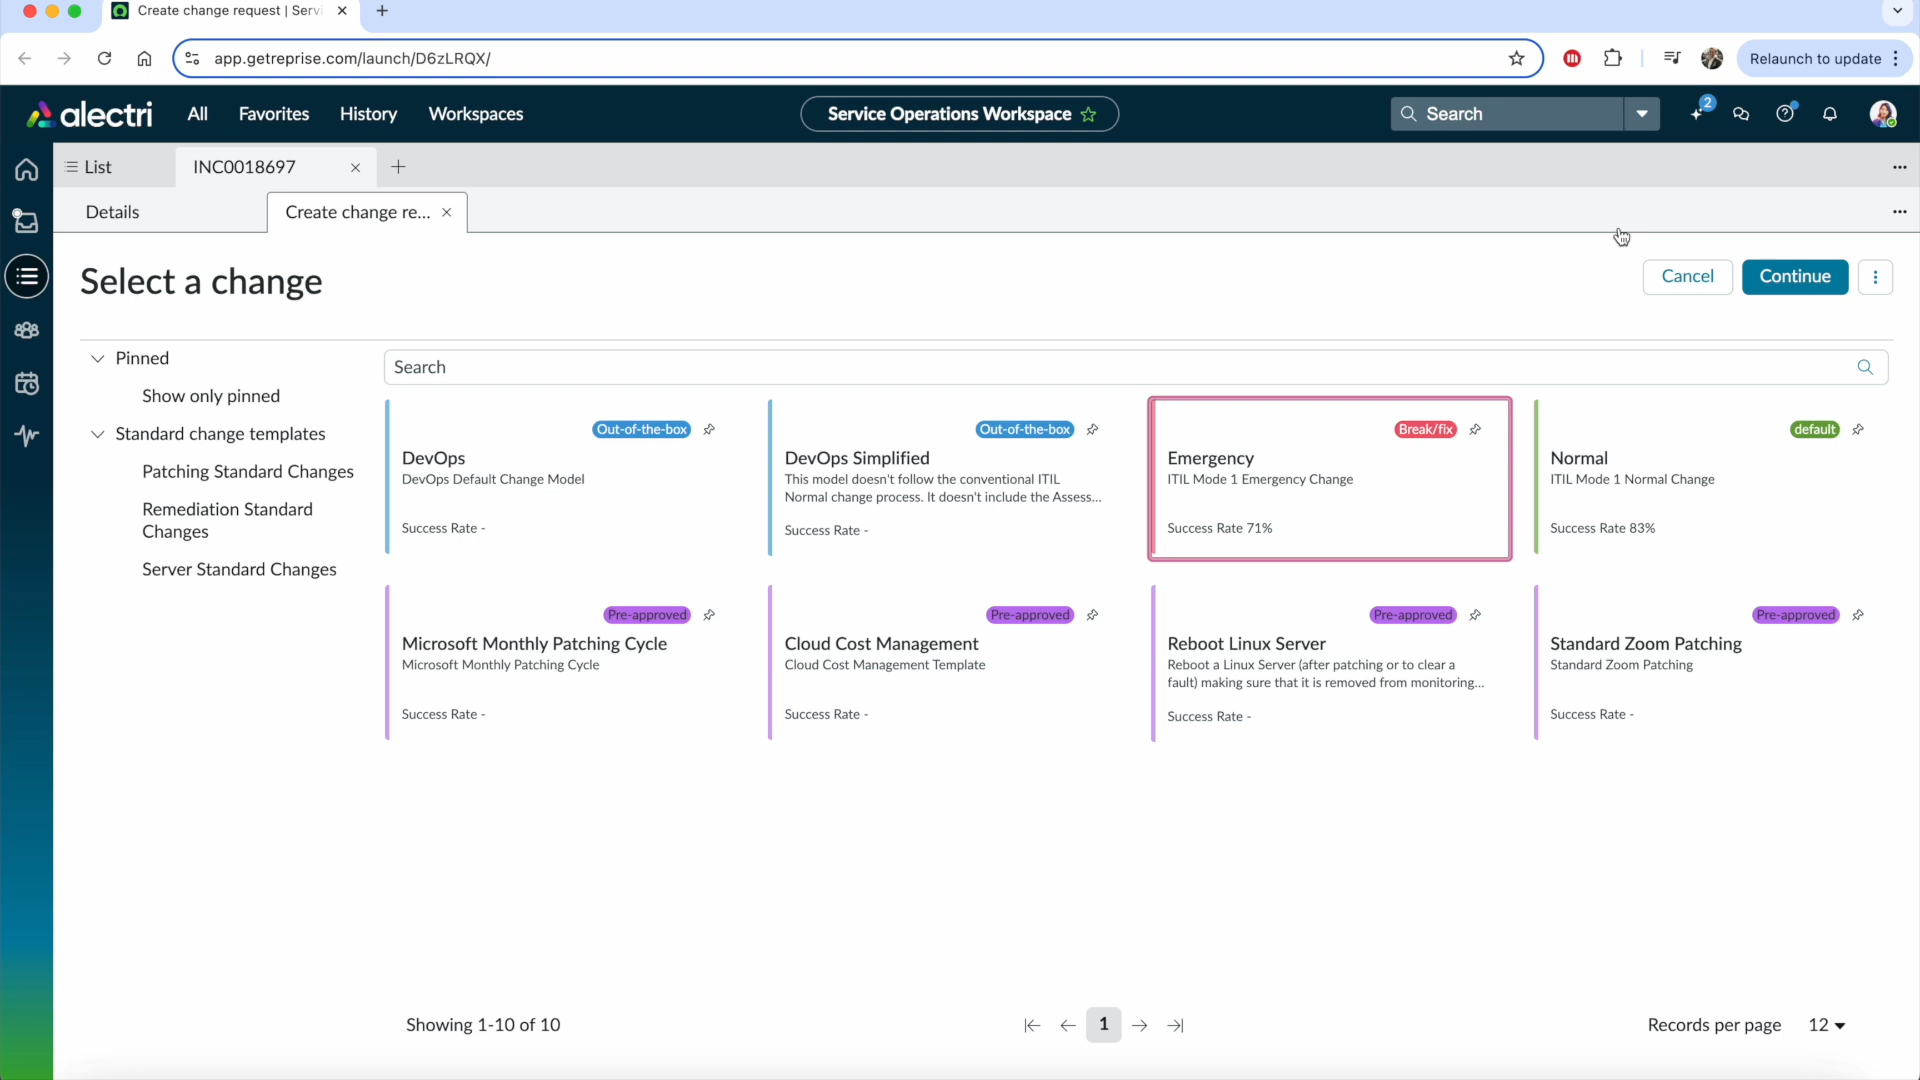 Create change request | Servi
app.getreprise.com/launch/D6zLRQX/
Relaunch to update
alectri
All
Favorites
History
Workspaces
Service Operations Workspace
Search
2
List
INC0018697
Details
Create change re...
Select a change
Cancel
Continue
Pinned
Show only pinned
Standard change templates
Patching Standard Changes
Remediation Standard
Changes
Server Standard Changes
Search
Out-of-the-box
DevOps
DevOps Default Change Model
Success Rate -
Out-of-the-box
DevOps Simplified
This model doesn't follow the conventional ITIL
Normal change process. It doesn't include the Assess...
Success Rate -
Break/fix
Emergency
ITIL Mode 1 Emergency Change
Success Rate 71%
default
Normal
ITIL Mode 1 Normal Change
Success Rate 83%
Pre-approved
Microsoft Monthly Patching Cycle
Microsoft Monthly Patching Cycle
Success Rate -
Pre-approved
Cloud Cost Management
Cloud Cost Management Template
Success Rate -
Pre-approved
Reboot Linux Server
Reboot a Linux Server (after patching or to clear a
fault) making sure that it is removed from monitoring...
Success Rate -
Pre-approved
Standard Zoom Patching
Standard Zoom Patching
Success Rate -
Showing 1-10 of 10
1
Records per page
12